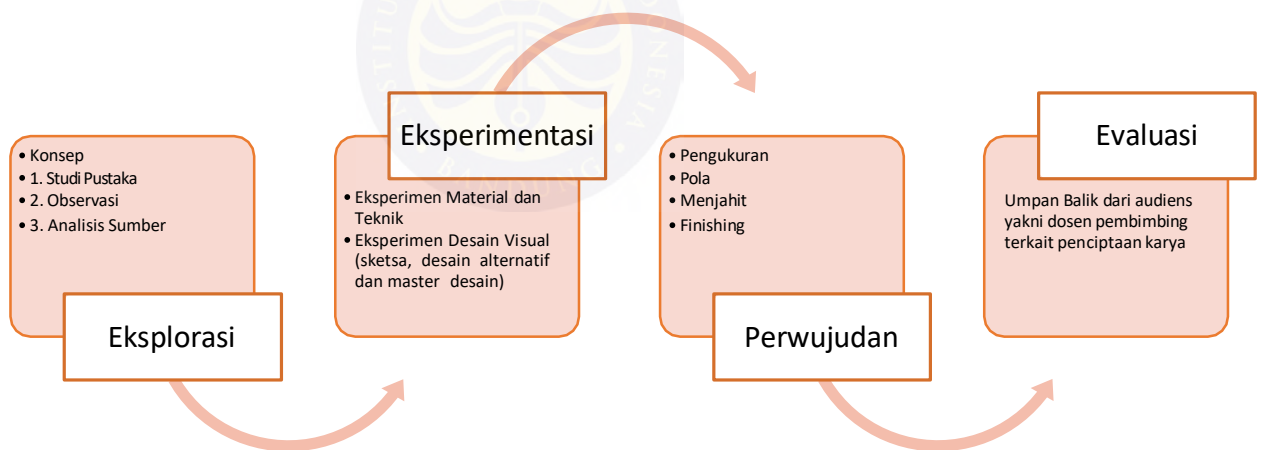 • Konsep
• 1. Studi Pustaka
• 2. Observasi
• 3. Analisis Sumber
Eksplorasi
Eksperimentasi
• Eksperimen Material dan
Teknik
• Eksperimen Desain Visual
(sketsa, desain alternatif
dan master desain)
• Pengukuran
• Pola
• Menjahit
• Finishing
Perwujudan
Evaluasi
Umpan Balik dari audiens
yakni dosen pembimbing
terkait penciptaan karya
BANDUNG